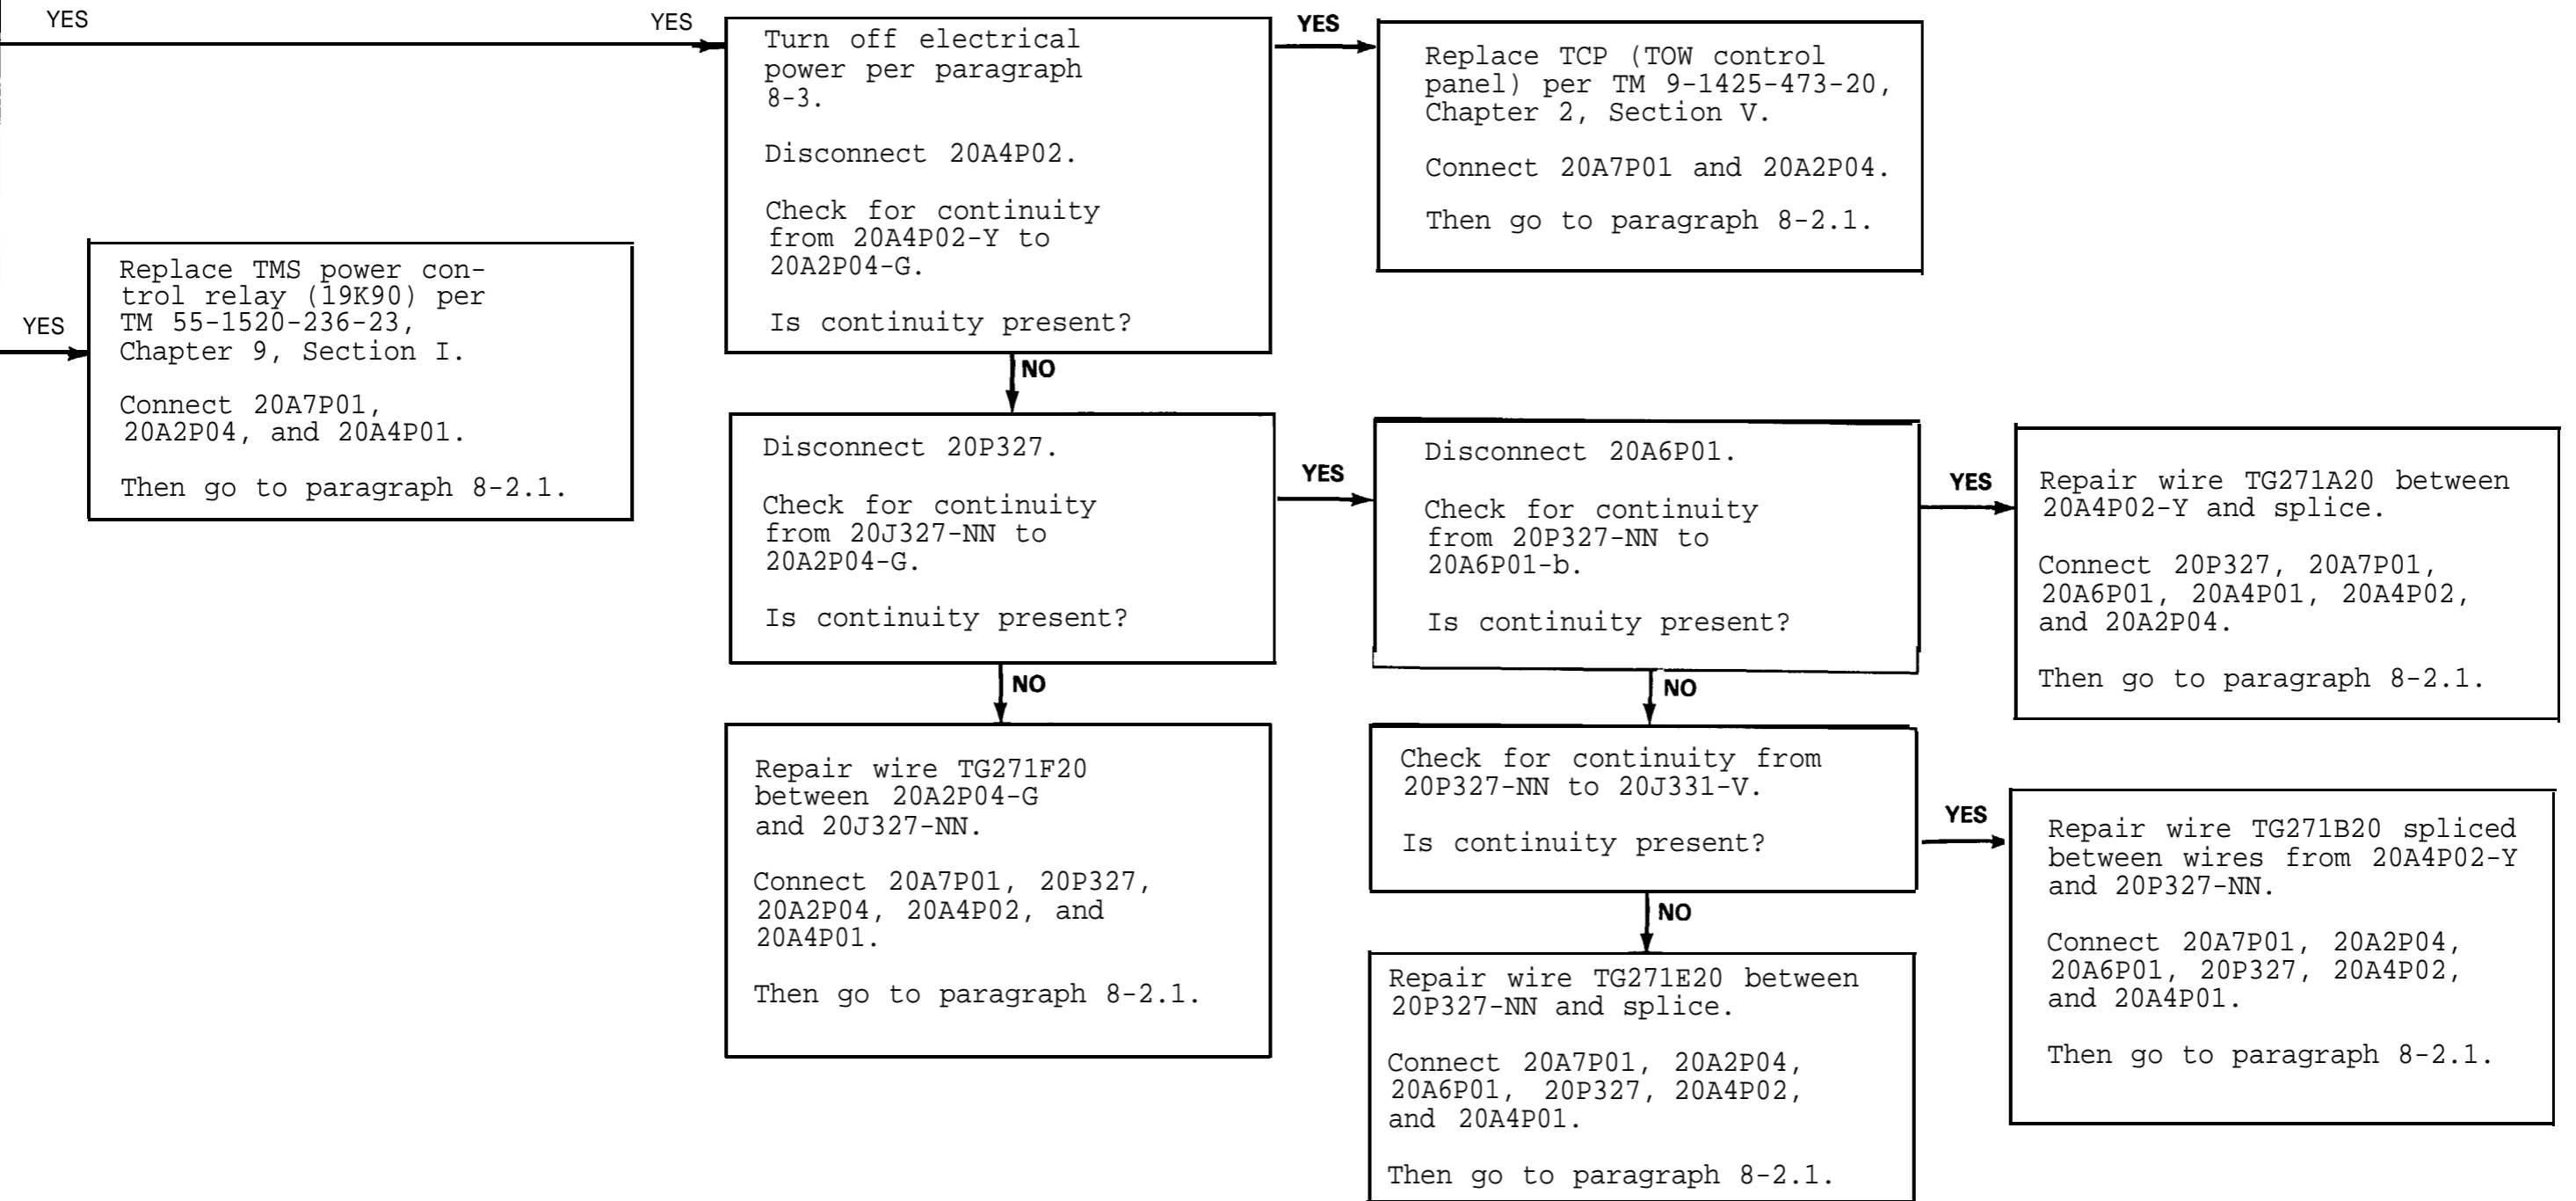 YES
YES
Turn off electrical
power per paragraph
8-3.
Disconnect 20A4P02.
Check for continuity
from 20A4P02-Y to
20A2P04-G.
Is continuity present?
YES
Replace TCP (TOW control
panel) per TM 9-1425-473-20,
Chapter 2, Section V.
Connect 20A7P01 and 20A2P04.
Then go to paragraph 8-2.1.
YES
Replace TMS power con-
trol relay (19K90) per
TM 55-1520-236-23,
Chapter 9, Section I.
Connect 20A7P01,
20A2P04, and 20A4P01.
Then go to paragraph 8-2.1.
NO
Disconnect 20P327.
Check for continuity
from 20J327-NN to
20A2P04-G.
Is continuity present?
YES
Disconnect 20A6P01.
Check for continuity
from 20P327-NN to
20A6P01-b.
Is continuity present?
YES
Repair wire TG271A20 between
20A4P02-Y and splice.
Connect 20P327, 20A7P01,
20A6P01, 20A4P01, 20A4P02,
and 20A2P04.
Then go to paragraph 8-2.1.
NO
Repair wire TG271F20
between 20A2P04-G
and 20J327-NN.
Connect 20A7P01, 20P327,
20A2P04, 20A4P02, and
20A4P01.
Then go to paragraph 8-2.1.
NO
Check for continuity from
20P327-NN to 20J331-V.
Is continuity present?
YES
Repair wire TG271B20 spliced
between wires from 20A4P02-Y
and 20P327-NN.
Connect 20A7P01, 20A2P04,
20A6P01, 20P327, 20A4P02,
and 20A4P01.
Then go to paragraph 8-2.1.
NO
Repair wire TG271E20 between
20P327-NN and splice.
Connect 20A7P01, 20A2P04,
20A6P01, 20P327, 20A4P02,
and 20A4P01.
Then go to paragraph 8-2.1.